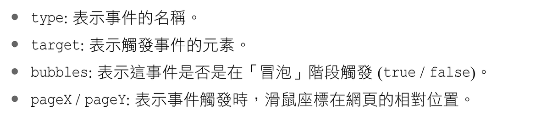 ● type: 表示事件的名稱。
● target: 表示觸發事件的元素。
● bubbles: 表示這事件是否是在「冒泡」階段觸發 (true / false)。
● pageX / pageY: 表示事件觸發時，滑鼠座標在網頁的相對位置。